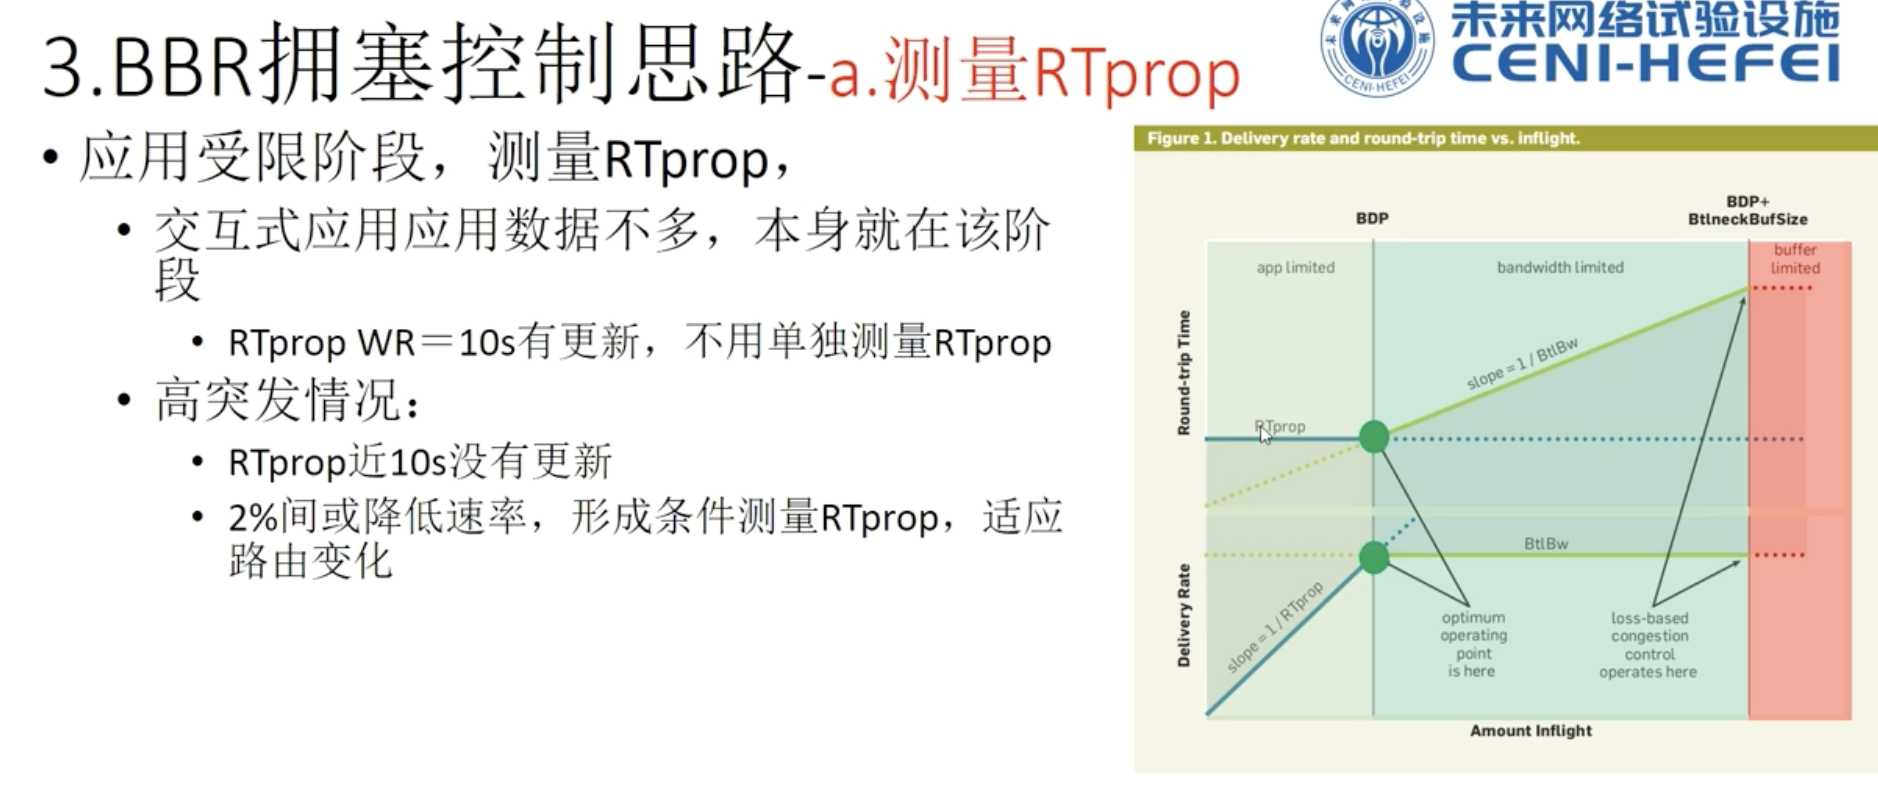 3.BBR拥塞控制思路-a.测量RTprop
未来网络试验设施
CENI-HEFEI
CENI-HEFEI
• 应用受限阶段，测量RTprop，
• 交互式应用应用数据不多，本身就在该阶
段
• RTprop WR＝10s有更新，不用单独测量RTprop
• 高突发情况：
• RTprop近10s没有更新
• 2%间或降低速率，形成条件测量RTprop，适应
路由变化
Figure 1. Delivery rate and round-trip time vs. inflight.
BDP
BDP+
BtlneckBufSize
app limited
bandwidth limited
buffer
limited
Round-trip Time
slope = 1 / BtlBw
RTprop
Delivery Rate
BtlBw
slope = 1 / RTprop
optimum
operating
point
is here
loss-based
congestion
control
operates here
Amount Inflight